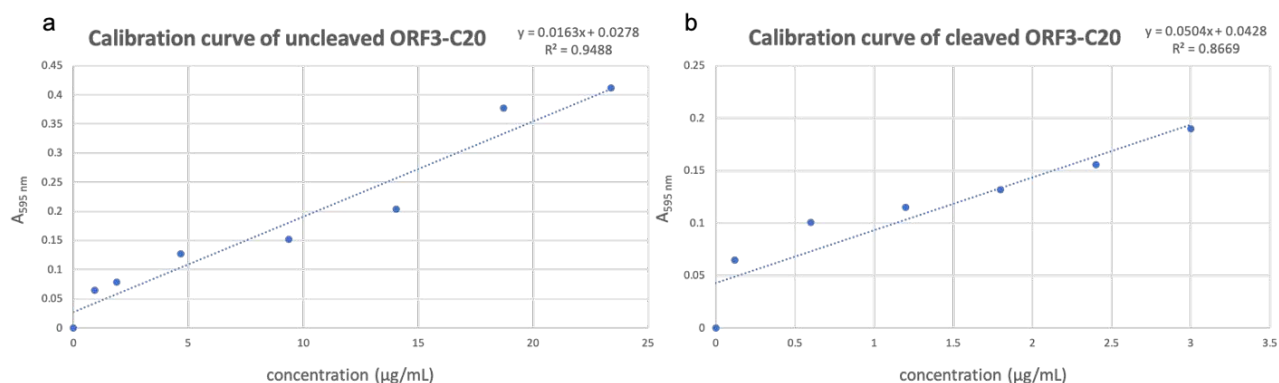 a
Calibration curve of uncleaved ORF3-C20
y = 0.0163x + 0.0278
R² = 0.9488
0.45
0.4
0.35
0.3
0.25
0.2
0.15
0.1
0.05
0
A595 nm
0 5 10 15 20 25
concentration (µg/mL)
b
Calibration curve of cleaved ORF3-C20
y = 0.0504x + 0.0428
R² = 0.8669
0.25
0.2
0.15
0.1
0.05
0
A595 nm
0 0.5 1 1.5 2 2.5 3 3.5
concentration (µg/mL)